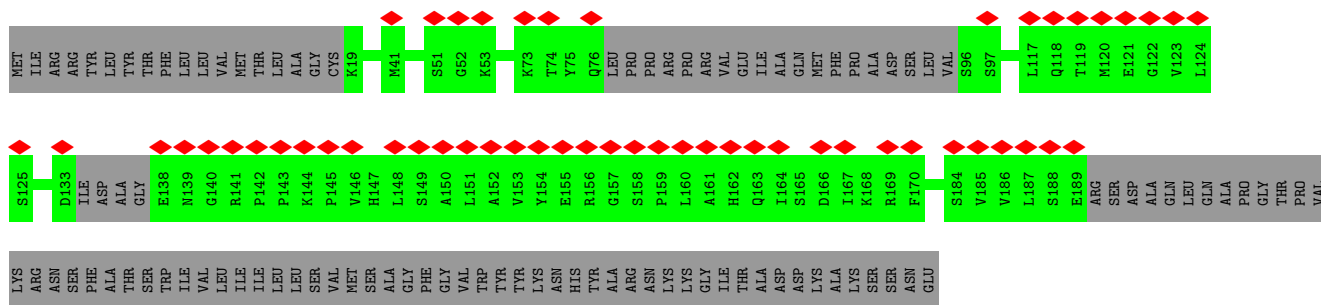 MET ILE ARG ARG TYR LEU TYR THR PHE LEU LEU VAL MET THR LEU ALA GLY CYS K19 M41 S51 G52 K53 K73 T74 Y75 Q76 LEU PRO PRO ARG PRO ARG VAL GLU ILE ALA GLN MET PHE PRO ALA ASP SER LEU VAL S96 S97 L117 Q118 T119 M120 E121 G122 V123 L124
S125 D133 ILE ASP ALA GLY E138 N139 G140 R141 P142 P143 K144 P145 V146 H147 L148 S149 A150 L151 A152 V153 Y154 E155 R156 G157 S158 P159 L160 A161 H162 Q163 I164 S165 D166 I167 K168 R169 F170 S184 V185 V186 L187 S188 E189 ARG SER ASP ALA GLN LEU GLN ALA PRO GLY THR PRO VAL
LYS ARG ASN SER PHE ALA THR SER TRP ILE VAL LEU ILE ILE LEU LEU SER VAL MET SER ALA GLY PHE GLY VAL TRP TYR TYR LYS ASN HIS TYR ALA ARG ASN LYS LYS GLY ILE THR ALA ASP ASP LYS ALA LYS SER SER ASN GLU